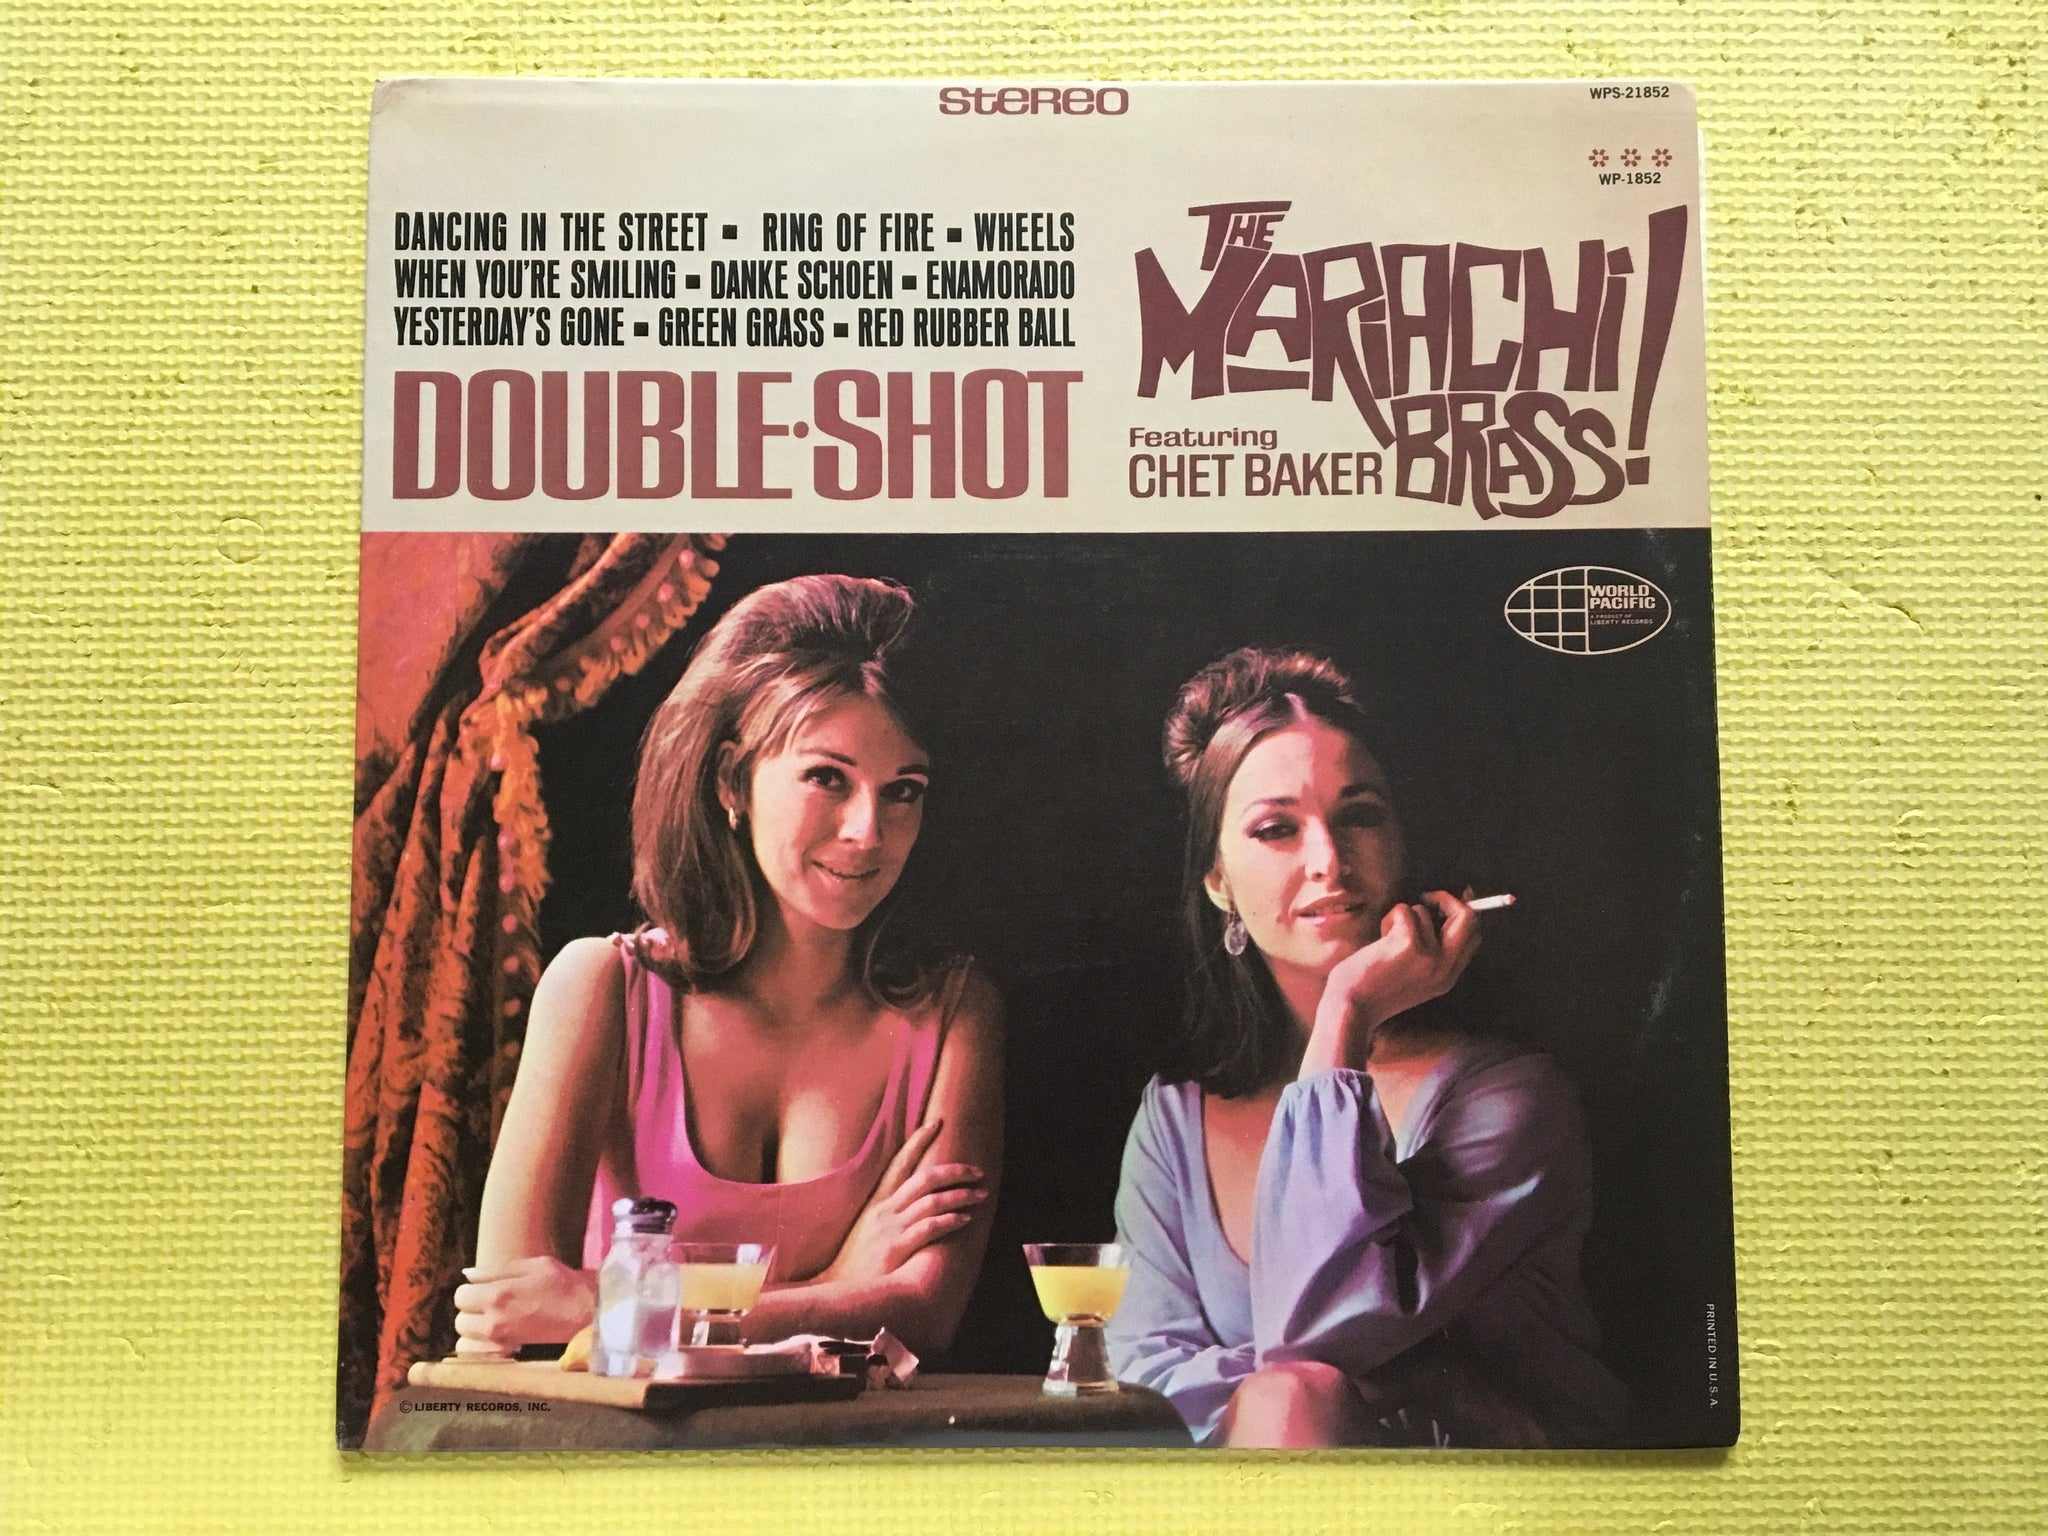 STEREO
WPS-21852
WP-1852
DANCING IN THE STREET ▪ RING OF FIRE ▪ WHEELS
WHEN YOU'RE SMILING ▪ DANKE SCHOEN ▪ ENAMORADO
YESTERDAY'S GONE ▪ GREEN GRASS ▪ RED RUBBER BALL
DOUBLE·SHOT
THE
MARIACHI
BRASS!
Featuring
CHET BAKER
WORLD
PACIFIC
A PRODUCT OF
LIBERTY RECORDS
PRINTED IN U.S.A.
©LIBERTY RECORDS, INC.